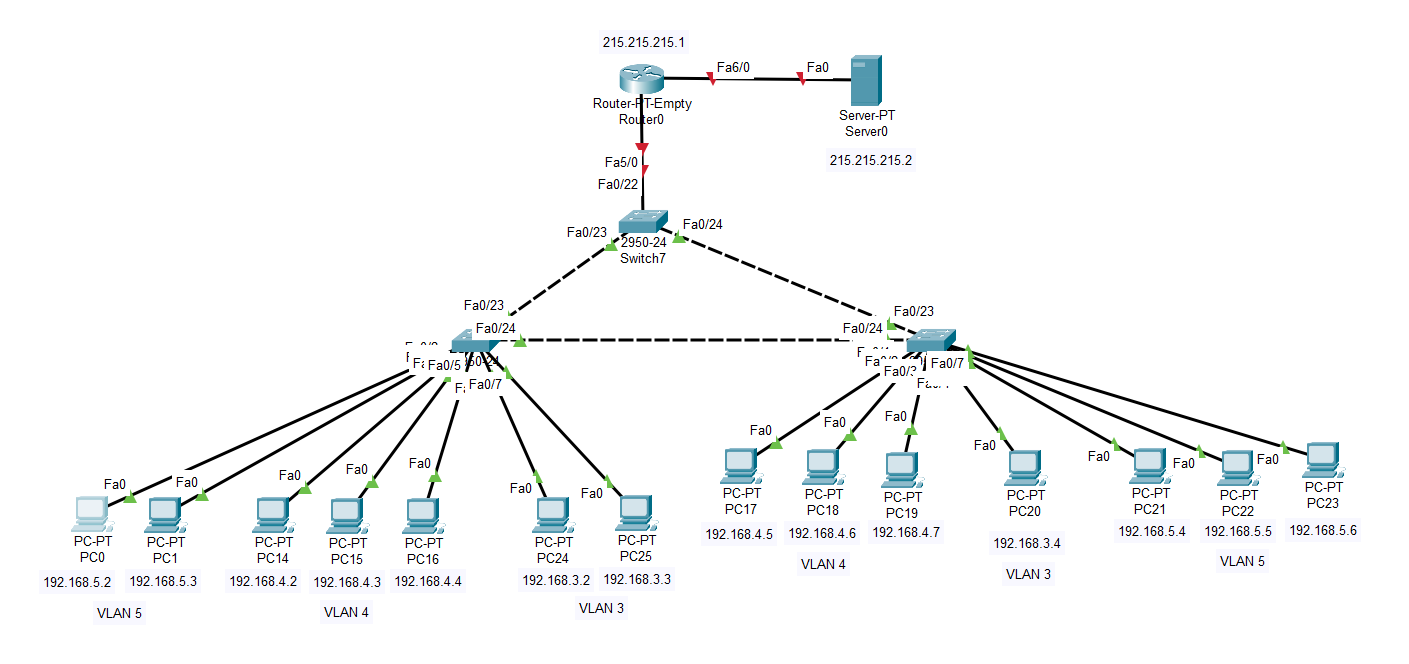 215.215.215.1
Fa6/0
Fa0
Router-PT-Empty
Router0
Server-PT
Server0
215.215.215.2
Fa5/0
Fa0/22
Fa0/23
Fa0/24
2950-24
Switch7
Fa0/23
Fa0/24
Fa0/5
Fa0/7
Fa0/23
Fa0/24
Fa0/3
Fa0/7
Fa0
Fa0
Fa0
Fa0
Fa0
Fa0
Fa0
PC-PT
PC0
PC-PT
PC1
PC-PT
PC14
PC-PT
PC15
PC-PT
PC16
PC-PT
PC24
PC-PT
PC25
192.168.5.2
192.168.5.3
192.168.4.2
192.168.4.3
192.168.4.4
192.168.3.2
192.168.3.3
VLAN 5
VLAN 4
VLAN 3
Fa0
Fa0
Fa0
Fa0
Fa0
Fa0
Fa0
PC-PT
PC17
PC-PT
PC18
PC-PT
PC19
PC-PT
PC20
PC-PT
PC21
PC-PT
PC22
PC-PT
PC23
192.168.4.5
192.168.4.6
192.168.4.7
192.168.3.4
192.168.5.4
192.168.5.5
192.168.5.6
VLAN 4
VLAN 3
VLAN 5